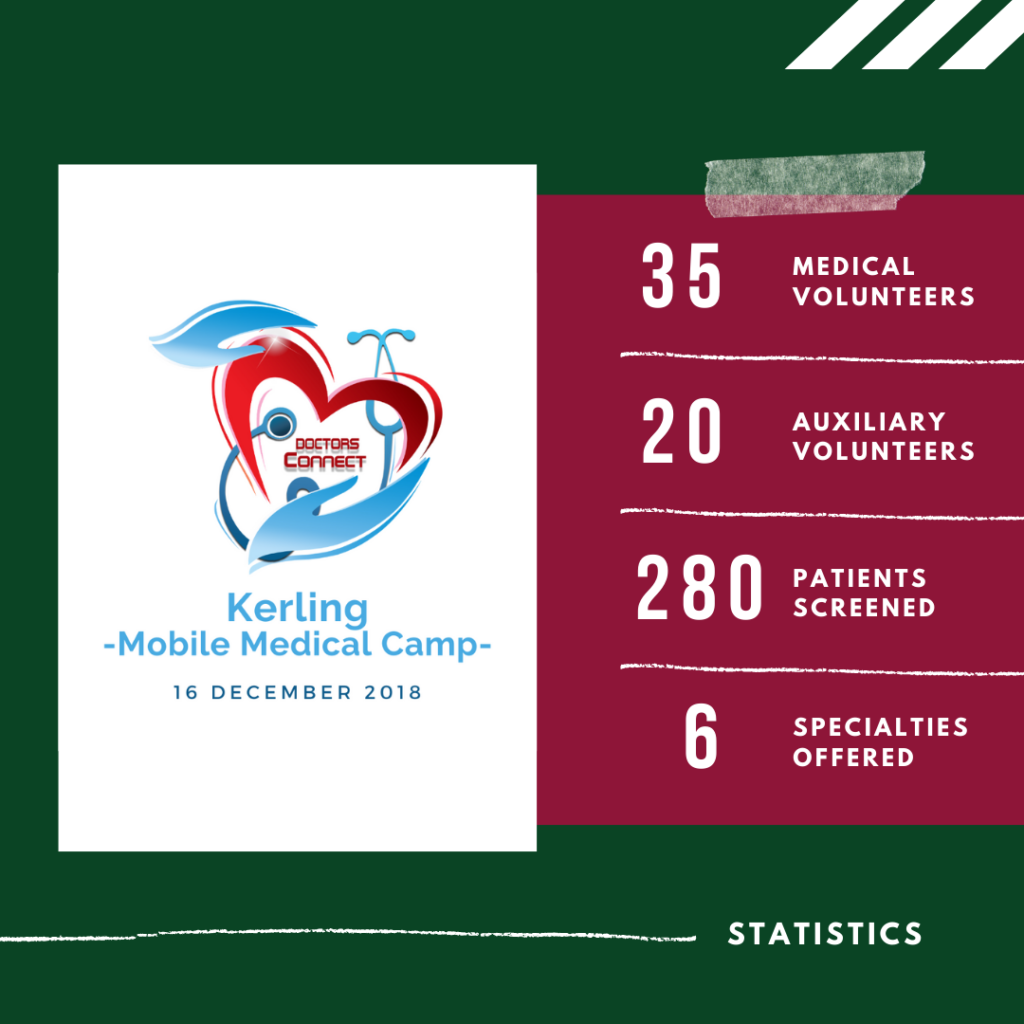 DOCTORS
CONNECT
Kerling
-Mobile Medical Camp-
16 DECEMBER 2018
35 MEDICAL
VOLUNTEERS
20 AUXILIARY
VOLUNTEERS
280 PATIENTS
SCREENED
6 SPECIALTIES
OFFERED
STATISTICS